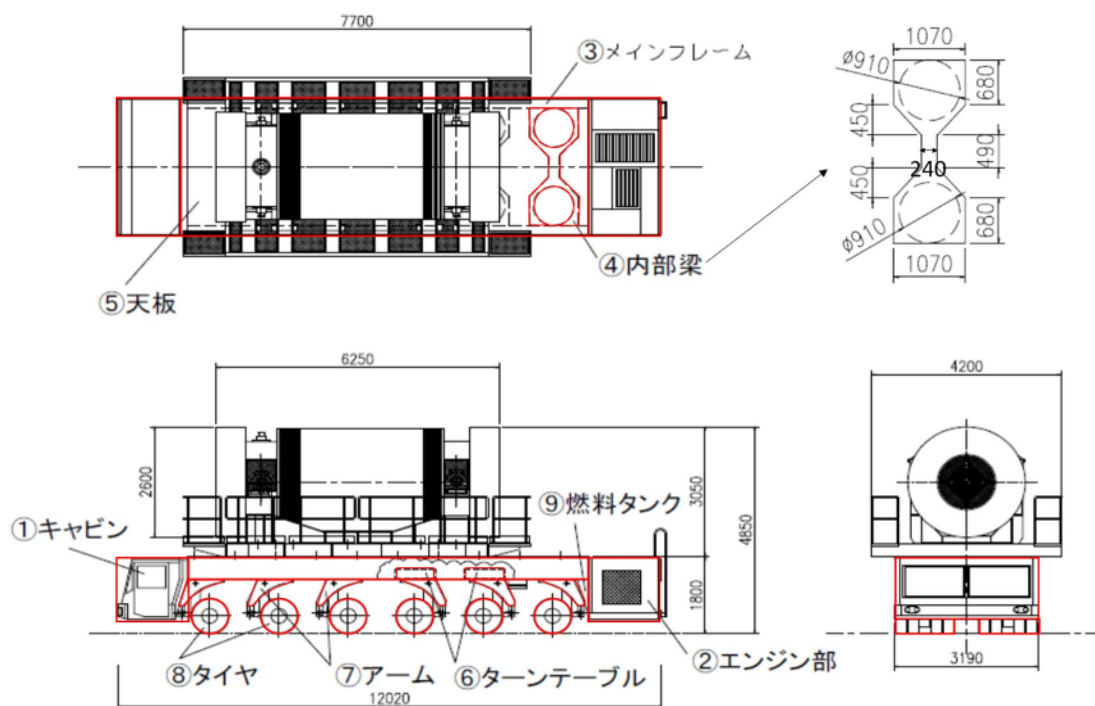 7700
③メインフレーム
④内部梁
⑤天板
1070
ø910
680
450
490
240
450
ø910
680
1070
6250
2600
①キャビン
⑨燃料タンク
3050
4850
1800
⑧タイヤ
⑦アーム
⑥ターンテーブル
②エンジン部
12020
4200
3190